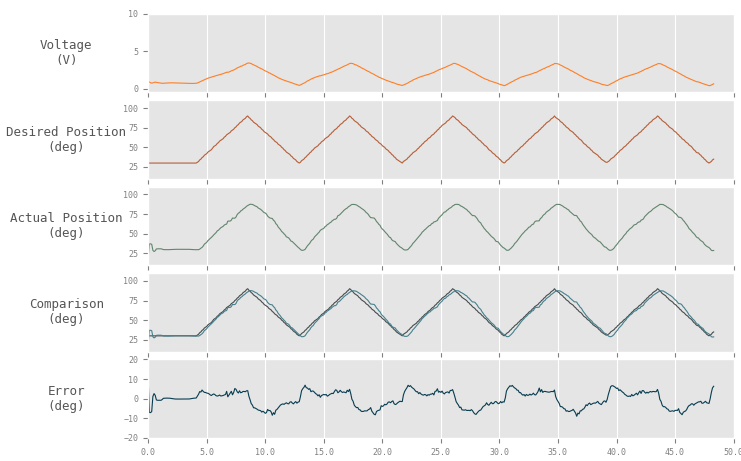 10
Voltage
(V)
5
0
100
Desired Position
(deg)
75
50
25
100
Actual Position
(deg)
75
50
25
100
Comparison
(deg)
75
50
25
20
10
Error
(deg)
0
−10
−20
0.0 5.0 10.0 15.0 20.0 25.0 30.0 35.0 40.0 45.0 50.0